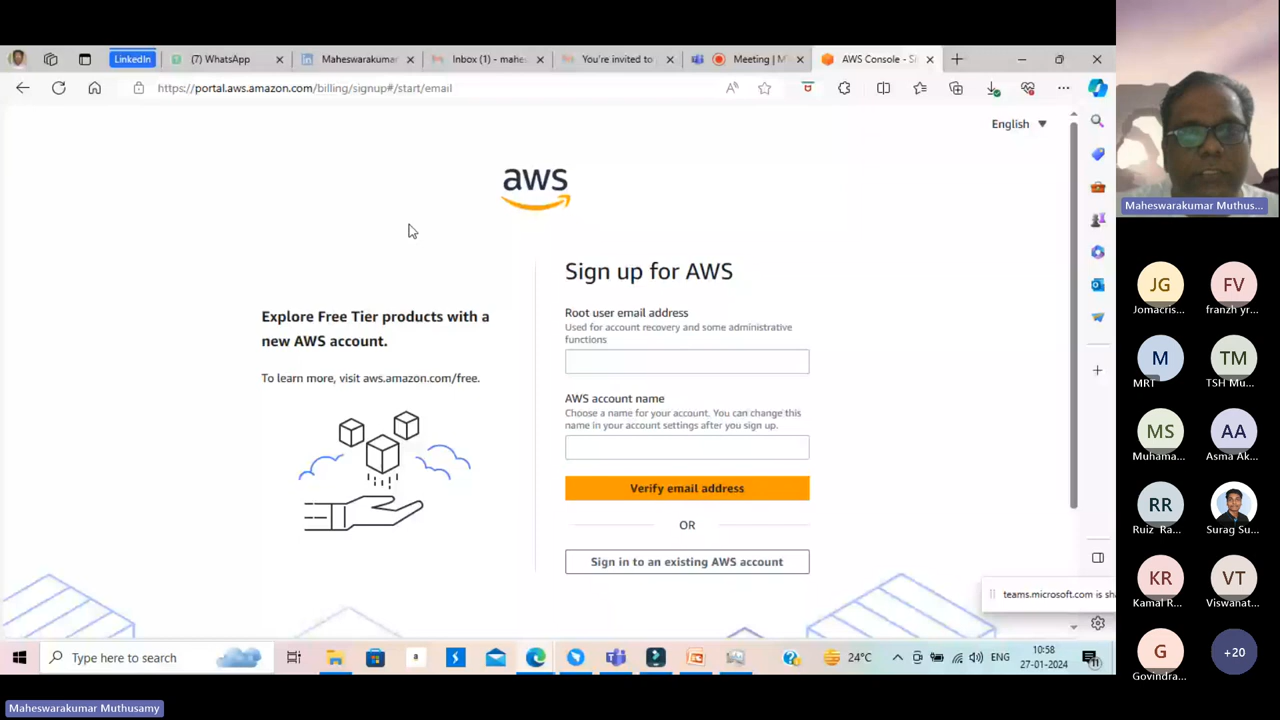 LinkedIn
(7) WhatsApp
Maheswarakumar
Inbox (1) - mahe
You're invited to
Meeting | M
AWS Console - Si
https://portal.aws.amazon.com/billing/signup#/start/email
English
aws
Explore Free Tier products with a
new AWS account.
To learn more, visit aws.amazon.com/free.
Sign up for AWS
Root user email address
Used for account recovery and some administrative
functions
AWS account name
Choose a name for your account. You can change this
name in your account settings after you sign up.
Verify email address
OR
Sign in to an existing AWS account
teams.microsoft.com is sha
Type here to search
a
24°C
ENG
10:58
27-01-2024
11
Maheswarakumar Muthusamy
Maheswarakumar Muthus...
JG
Jomacris...
FV
franzh yr...
M
MRT
TM
TSH Mu...
MS
Muhama...
AA
Asma Ak...
RR
Ruiz Ra...
Surag Su...
KR
Kamal R...
VT
Viswanat...
G
Govindra...
+20